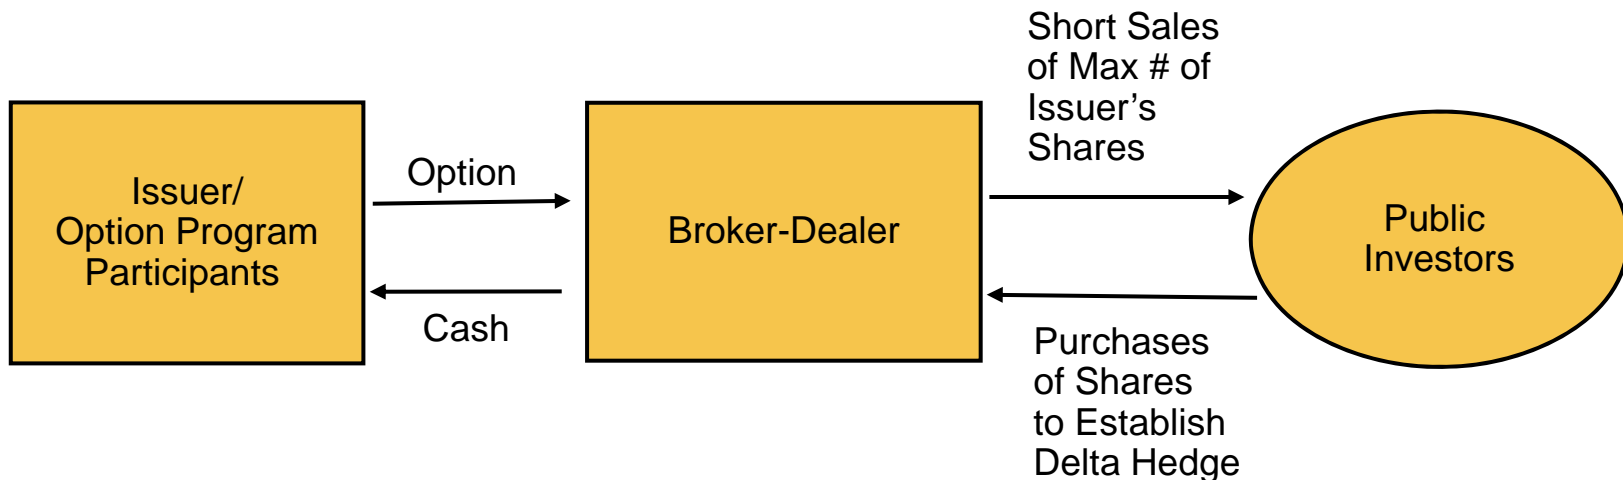 Issuer/
Option Program
Participants
Option
Cash
Broker-Dealer
Short Sales
of Max # of
Issuer’s
Shares
Purchases
of Shares
to Establish
Delta Hedge
Public
Investors